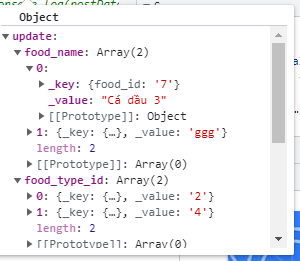 Object
▼ update:
▼ food_name: Array(2)
▼ 0:
▶ _key: {food_id: '7'}
_value: "Cá dầu 3"
▶ [[Prototype]]: Object
▶ 1: {_key: {…}, _value: 'ggg'}
length: 2
▶ [[Prototype]]: Array(0)
▼ food_type_id: Array(2)
▶ 0: {_key: {…}, _value: '2'}
▶ 1: {_key: {…}, _value: '4'}
length: 2
▶ [[Prototype]]: Array(0)